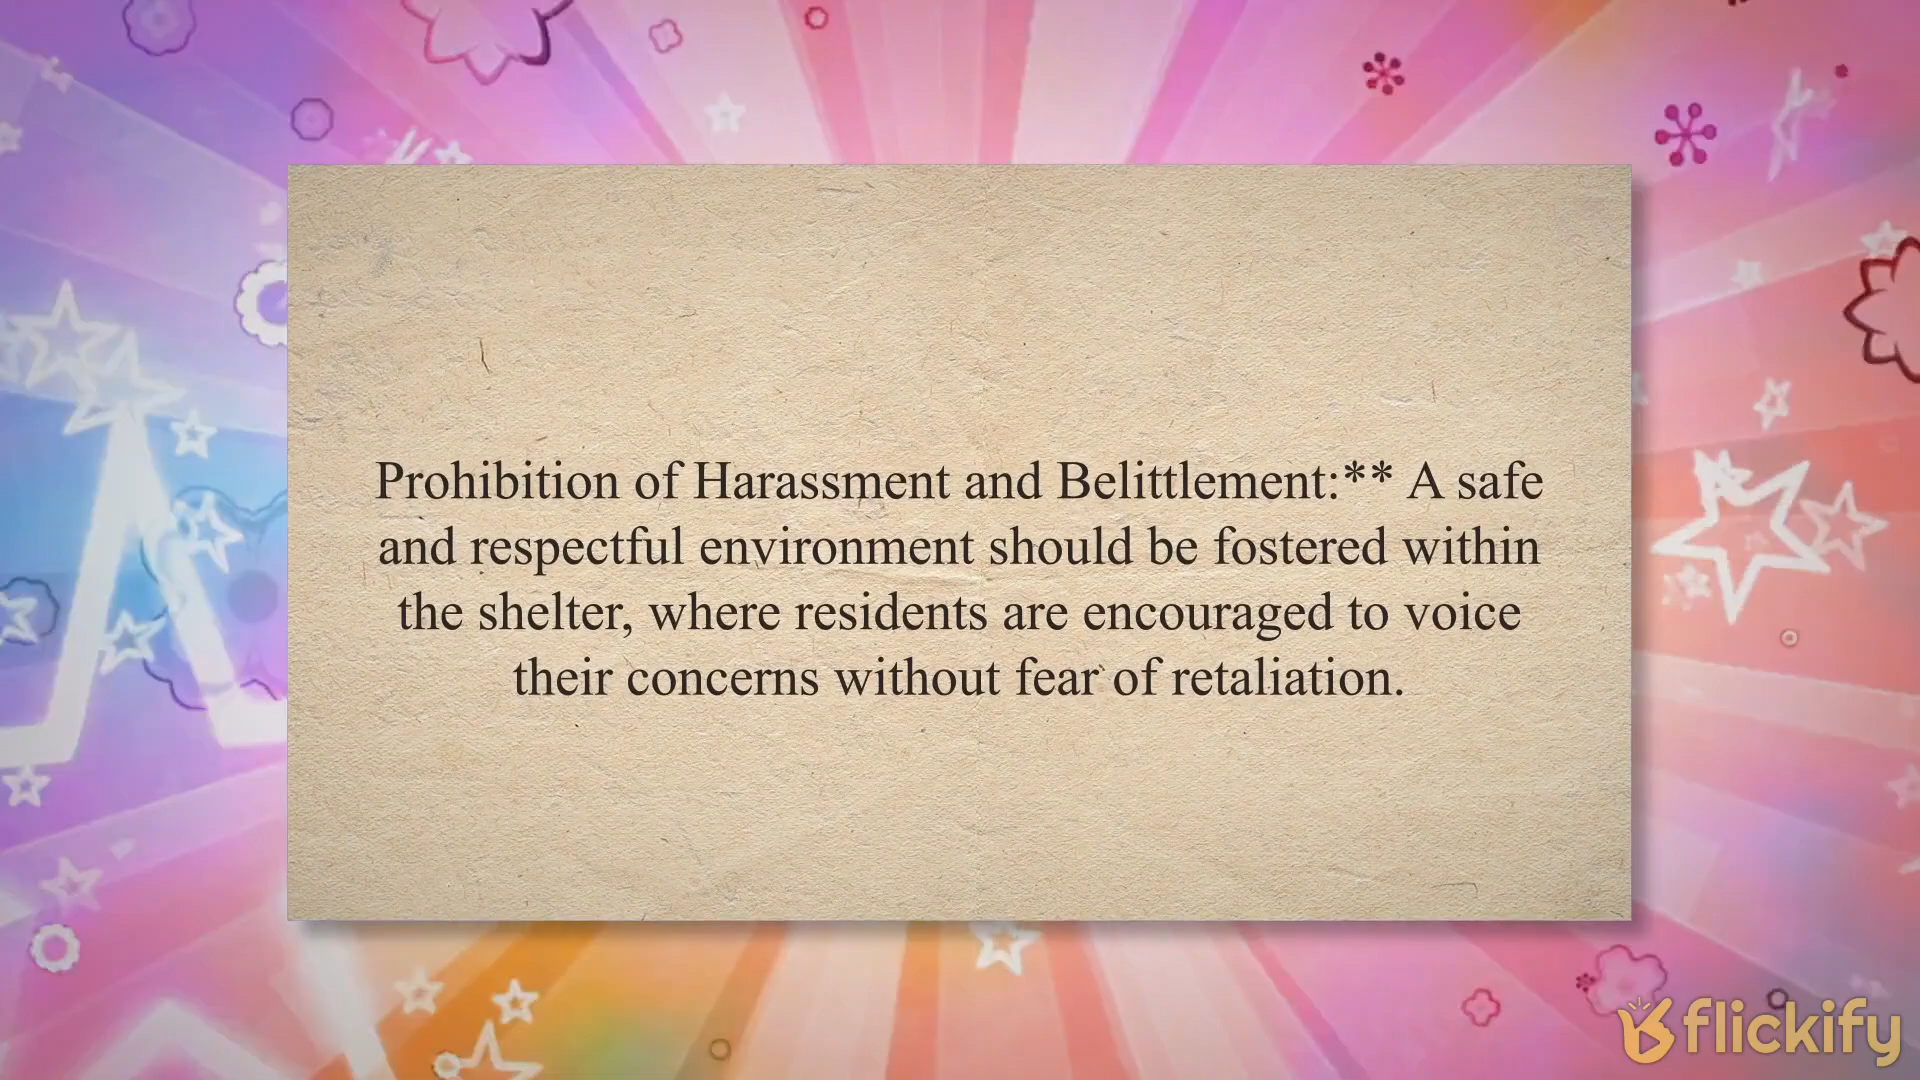 Prohibition of Harassment and Belittlement:** A safe
and respectful environment should be fostered within
the shelter, where residents are encouraged to voice
their concerns without fear of retaliation.
flickify